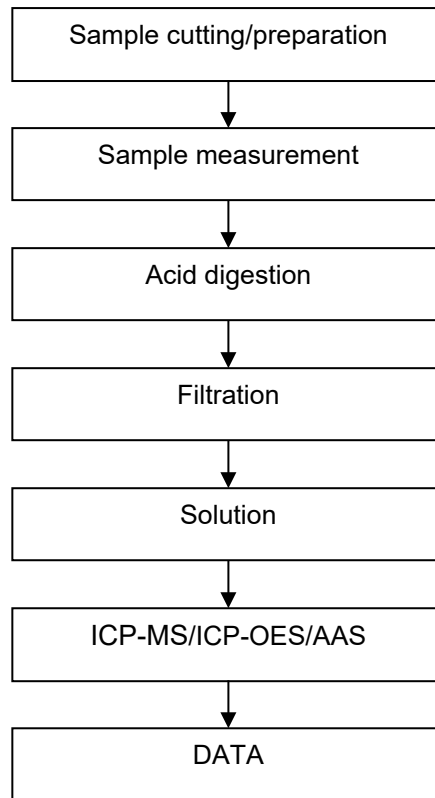 Sample cutting/preparation
Sample measurement
Acid digestion
Filtration
Solution
ICP-MS/ICP-OES/AAS
DATA